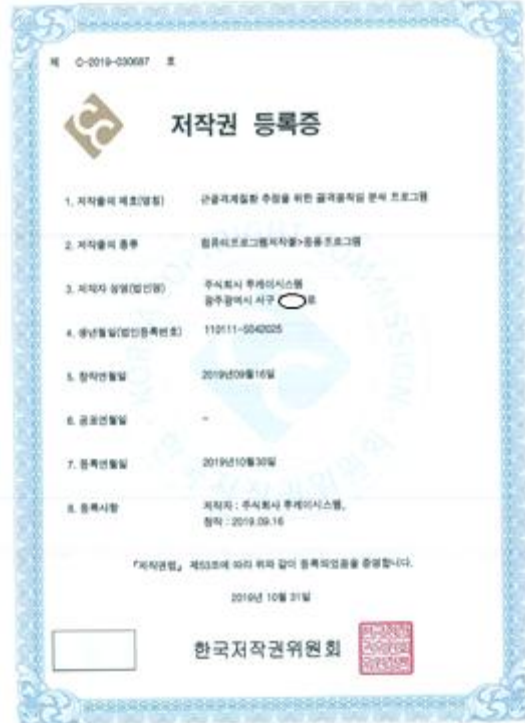 제 C-2019-030687 호
저작권 등록증
1. 저작물의 제호(명칭) 근골격계질환 추정을 위한 골격움직임 분석 프로그램
2. 저작물의 종류 컴퓨터프로그램저작물>응용프로그램
3. 저작자 성명(법인명) 주식회사 투케이시스템
광주광역시 서구 로
4. 생년월일(법인등록번호) 110111-5042025
5. 창작연월일 2019년09월16일
6. 공표연월일 -
7. 등록연월일 2019년10월30일
8. 등록사항 저작자 : 주식회사 투케이시스템,
창작 : 2019.09.16
『저작권법』 제53조에 따라 위와 같이 등록되었음을 증명합니다.
2019년 10월 31일
한국저작권위원회